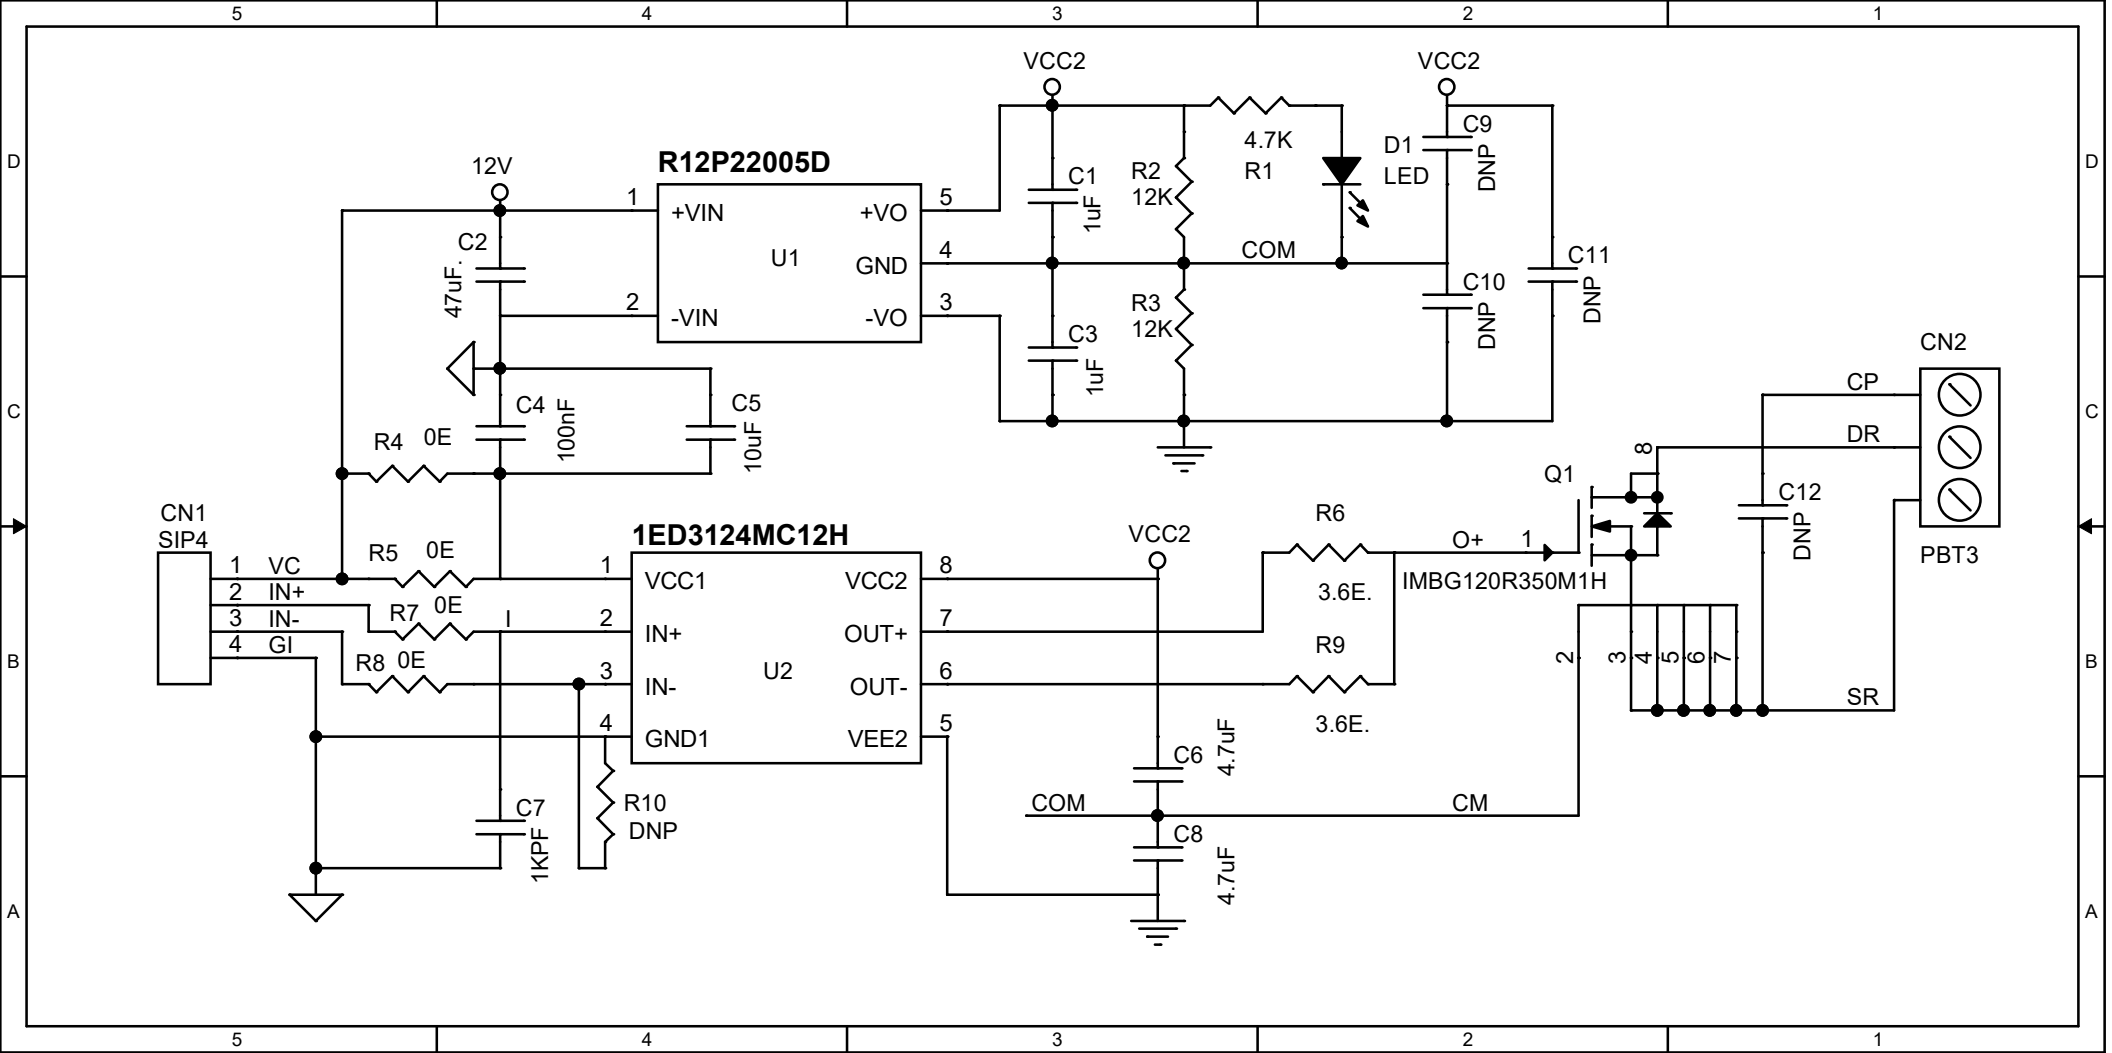 5 4 3 2 1
D
D
C
C
B
B
A
A
5 4 3 2 1
VCC2
VCC2
12V
R12P22005D
1
+VIN
+VO
5
U1
GND
4
2
-VIN
-VO
3
C2
47uF.
C1
1uF
R2
12K
4.7K
R1
D1
LED
C9
DNP
COM
C3
1uF
R3
12K
C10
DNP
C11
DNP
C4
100nF
C5
10uF
R4
0E
CN2
CP
DR
SR
PBT3
CN1
SIP4
1
VC
2
IN+
3
IN-
4
GI
R5
0E
R7
0E
I
R8
0E
1ED3124MC12H
1
VCC1
VCC2
8
2
IN+
OUT+
7
U2
3
IN-
OUT-
6
4
GND1
VEE2
5
VCC2
R6
3.6E.
R9
3.6E.
O+
1
Q1
8
IMBG120R350M1H
2
3
4
5
6
7
C12
DNP
C7
1KPF
R10
DNP
C6
4.7uF
COM
CM
C8
4.7uF